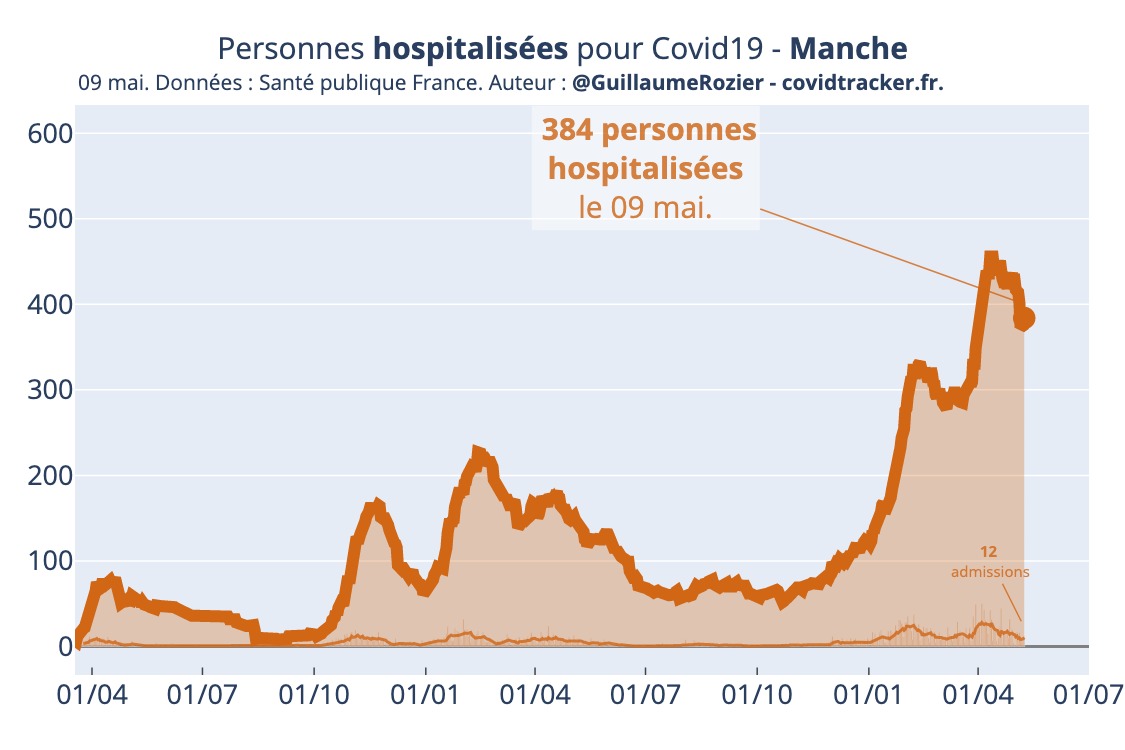 Personnes hospitalisées pour Covid19 - Manche
09 mai. Données : Santé publique France. Auteur : @GuillaumeRozier - covidtracker.fr.
600
384 personnes
hospitalisées
le 09 mai.
500
400
300
200
100
12
admissions
0
01/04 01/07 01/10 01/01 01/04 01/07 01/10 01/01 01/04 01/07